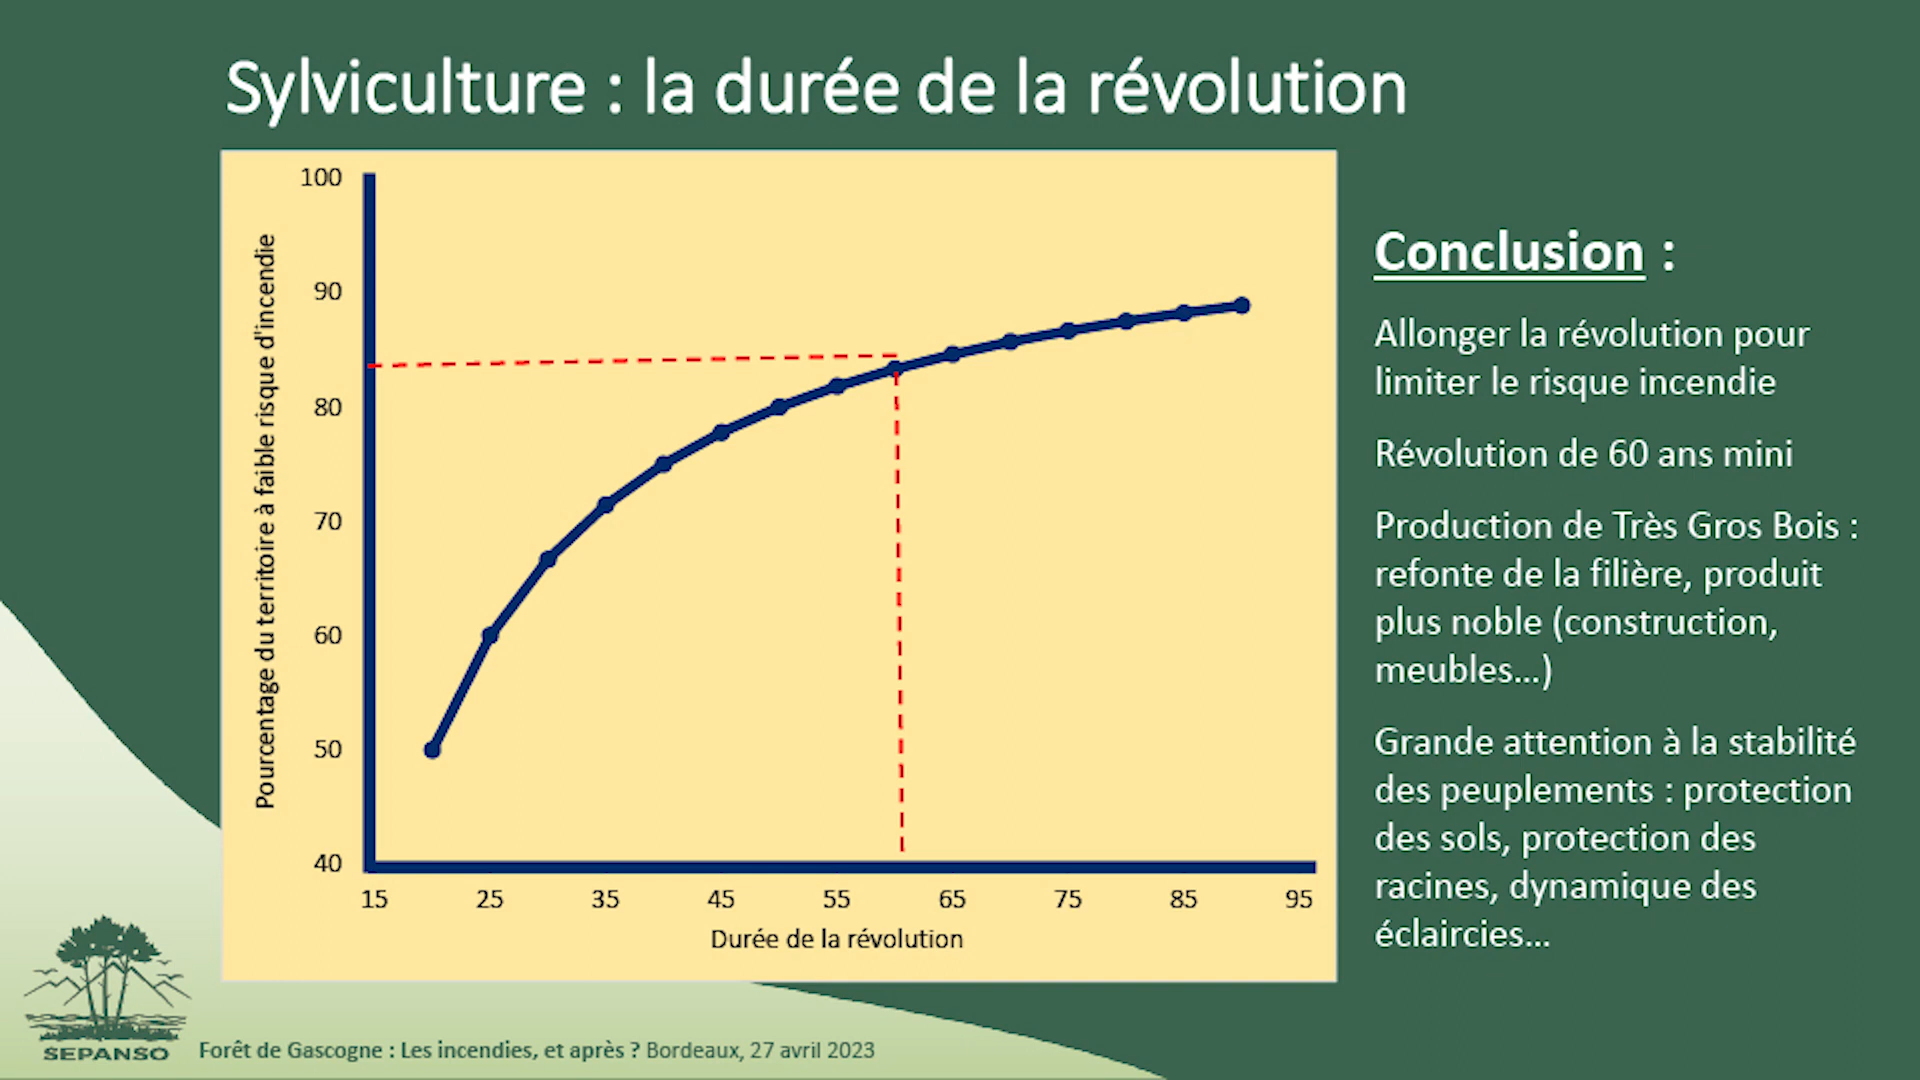 Sylviculture : la durée de la révolution
100
90
80
70
60
50
40
Pourcentage du territoire à faible risque d'incendie
15 25 35 45 55 65 75 85 95
Durée de la révolution
Conclusion :
Allonger la révolution pour
limiter le risque incendie
Révolution de 60 ans mini
Production de Très Gros Bois :
refonte de la filière, produit
plus noble (construction,
meubles...)
Grande attention à la stabilité
des peuplements : protection
des sols, protection des
racines, dynamique des
éclaircies...
SEPANSO
Forêt de Gascogne : Les incendies, et après ? Bordeaux, 27 avril 2023